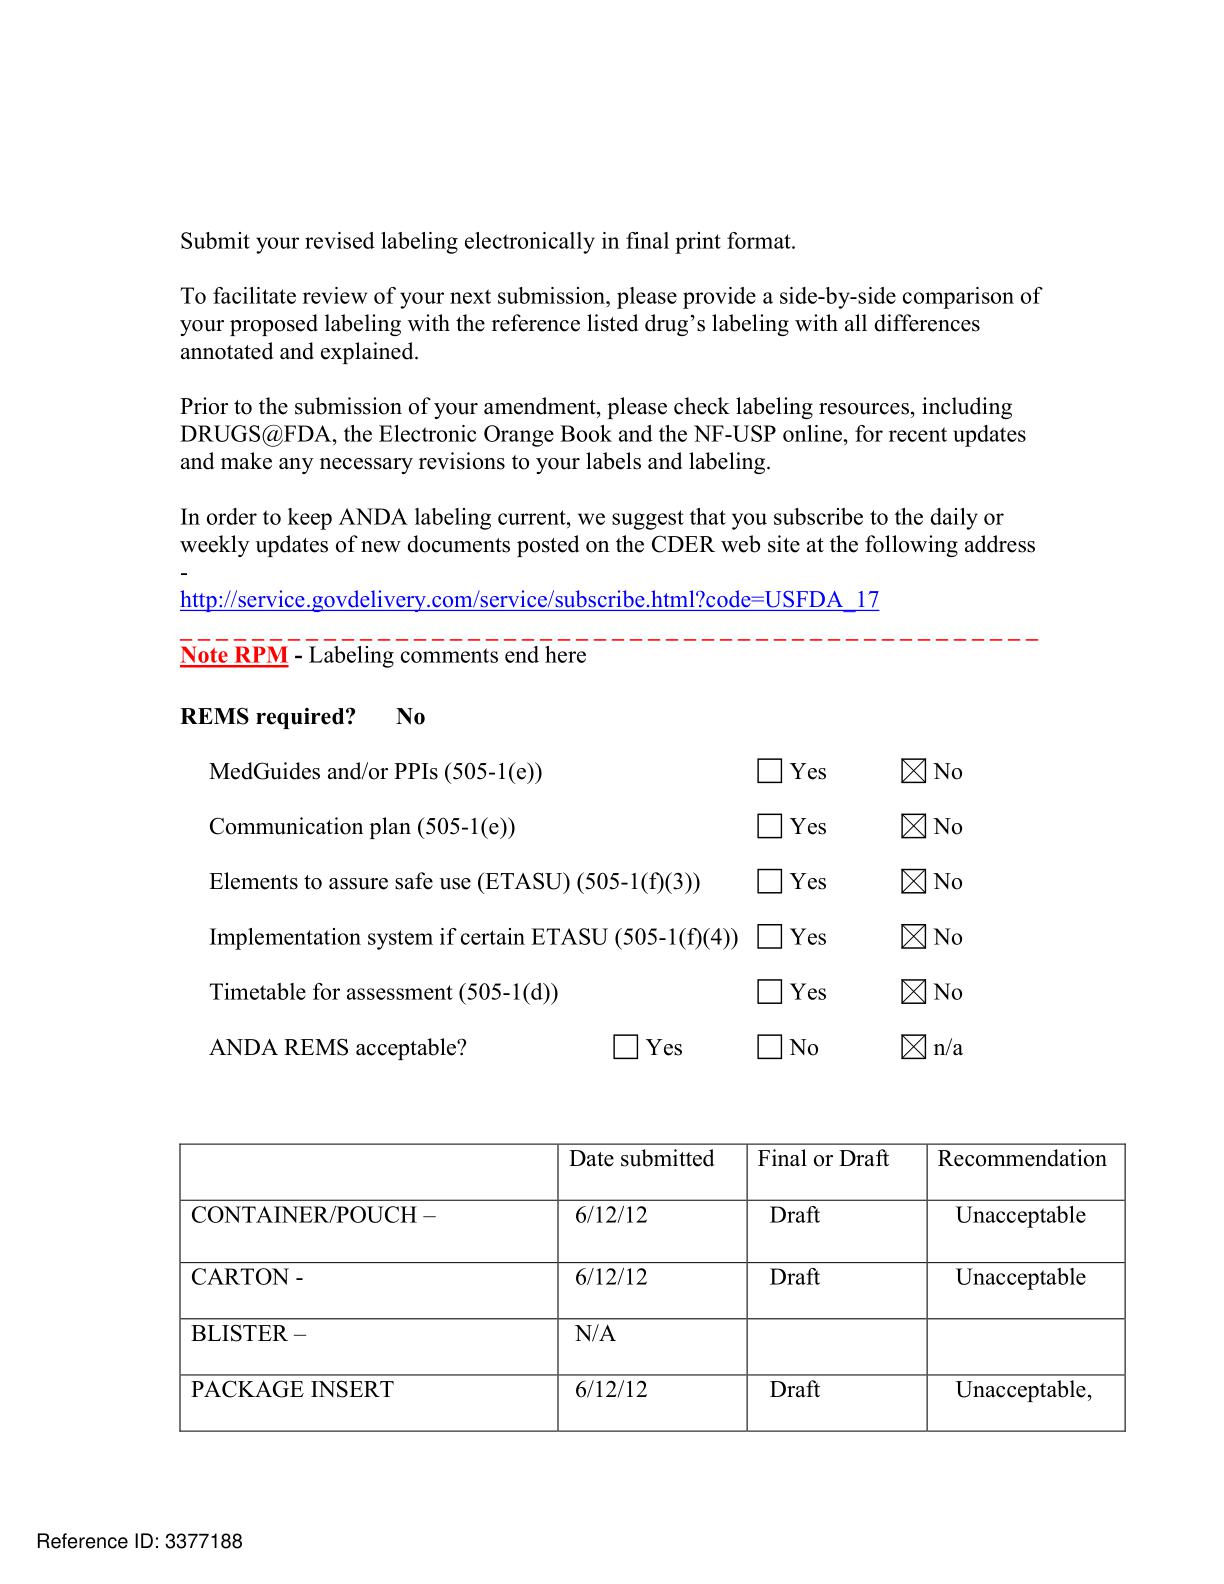 Submit your revised labeling electronically in final print format.
To facilitate review of your next submission, please provide a side-by-side comparison of
your proposed labeling with the reference listed drug’s labeling with all differences
annotated and explained.
Prior to the submission of your amendment, please check labeling resources, including
DRUGS@FDA, the Electronic Orange Book and the NF-USP online, for recent updates
and make any necessary revisions to your labels and labeling.
In order to keep ANDA labeling current, we suggest that you subscribe to the daily or
weekly updates of new documents posted on the CDER web site at the following address
-
http://service.govdelivery.com/service/subscribe.html?code=USFDA_17
Note RPM - Labeling comments end here
REMS required? No
MedGuides and/or PPIs (505-1(e)) ☐ Yes ☒ No
Communication plan (505-1(e)) ☐ Yes ☒ No
Elements to assure safe use (ETASU) (505-1(f)(3)) ☐ Yes ☒ No
Implementation system if certain ETASU (505-1(f)(4)) ☐ Yes ☒ No
Timetable for assessment (505-1(d)) ☐ Yes ☒ No
ANDA REMS acceptable? ☐ Yes ☐ No ☒ n/a
Date submitted Final or Draft Recommendation
CONTAINER/POUCH – 6/12/12 Draft Unacceptable
CARTON - 6/12/12 Draft Unacceptable
BLISTER – N/A
PACKAGE INSERT 6/12/12 Draft Unacceptable,
Reference ID: 3377188